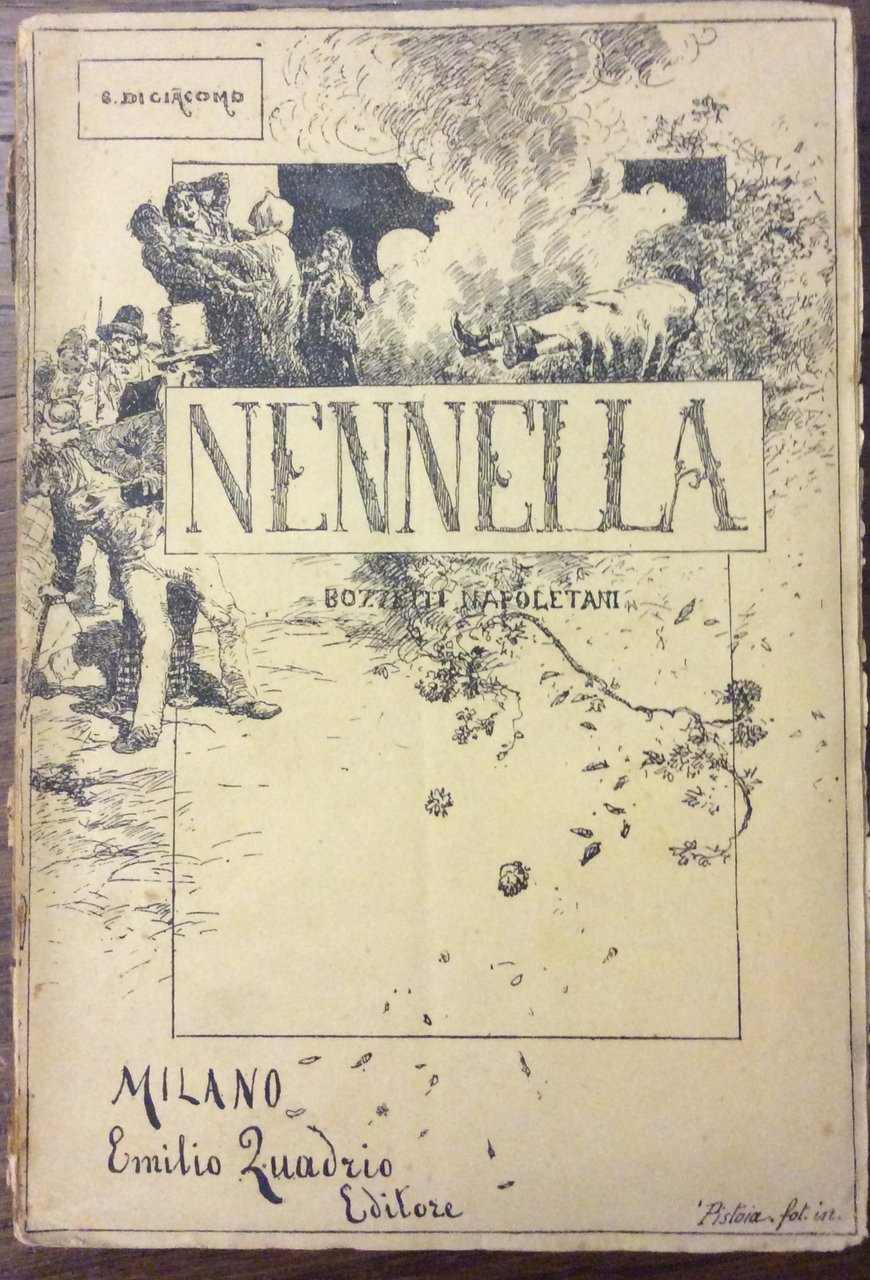 S. DI GIACOMO
NENNELLA
BOZZETTI NAPOLETANI
MILANO
Emilio Quadrio
Editore
Pistoia. fot. in.